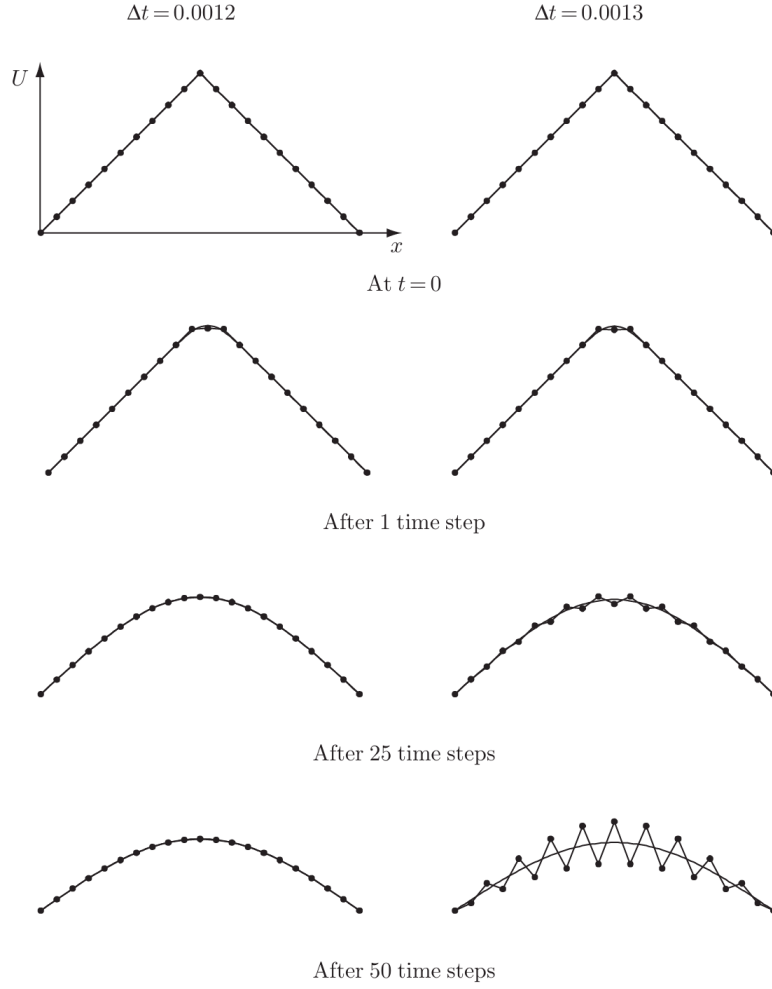 Δt = 0.0012
Δt = 0.0013
U
x
At t = 0
After 1 time step
After 25 time steps
After 50 time steps